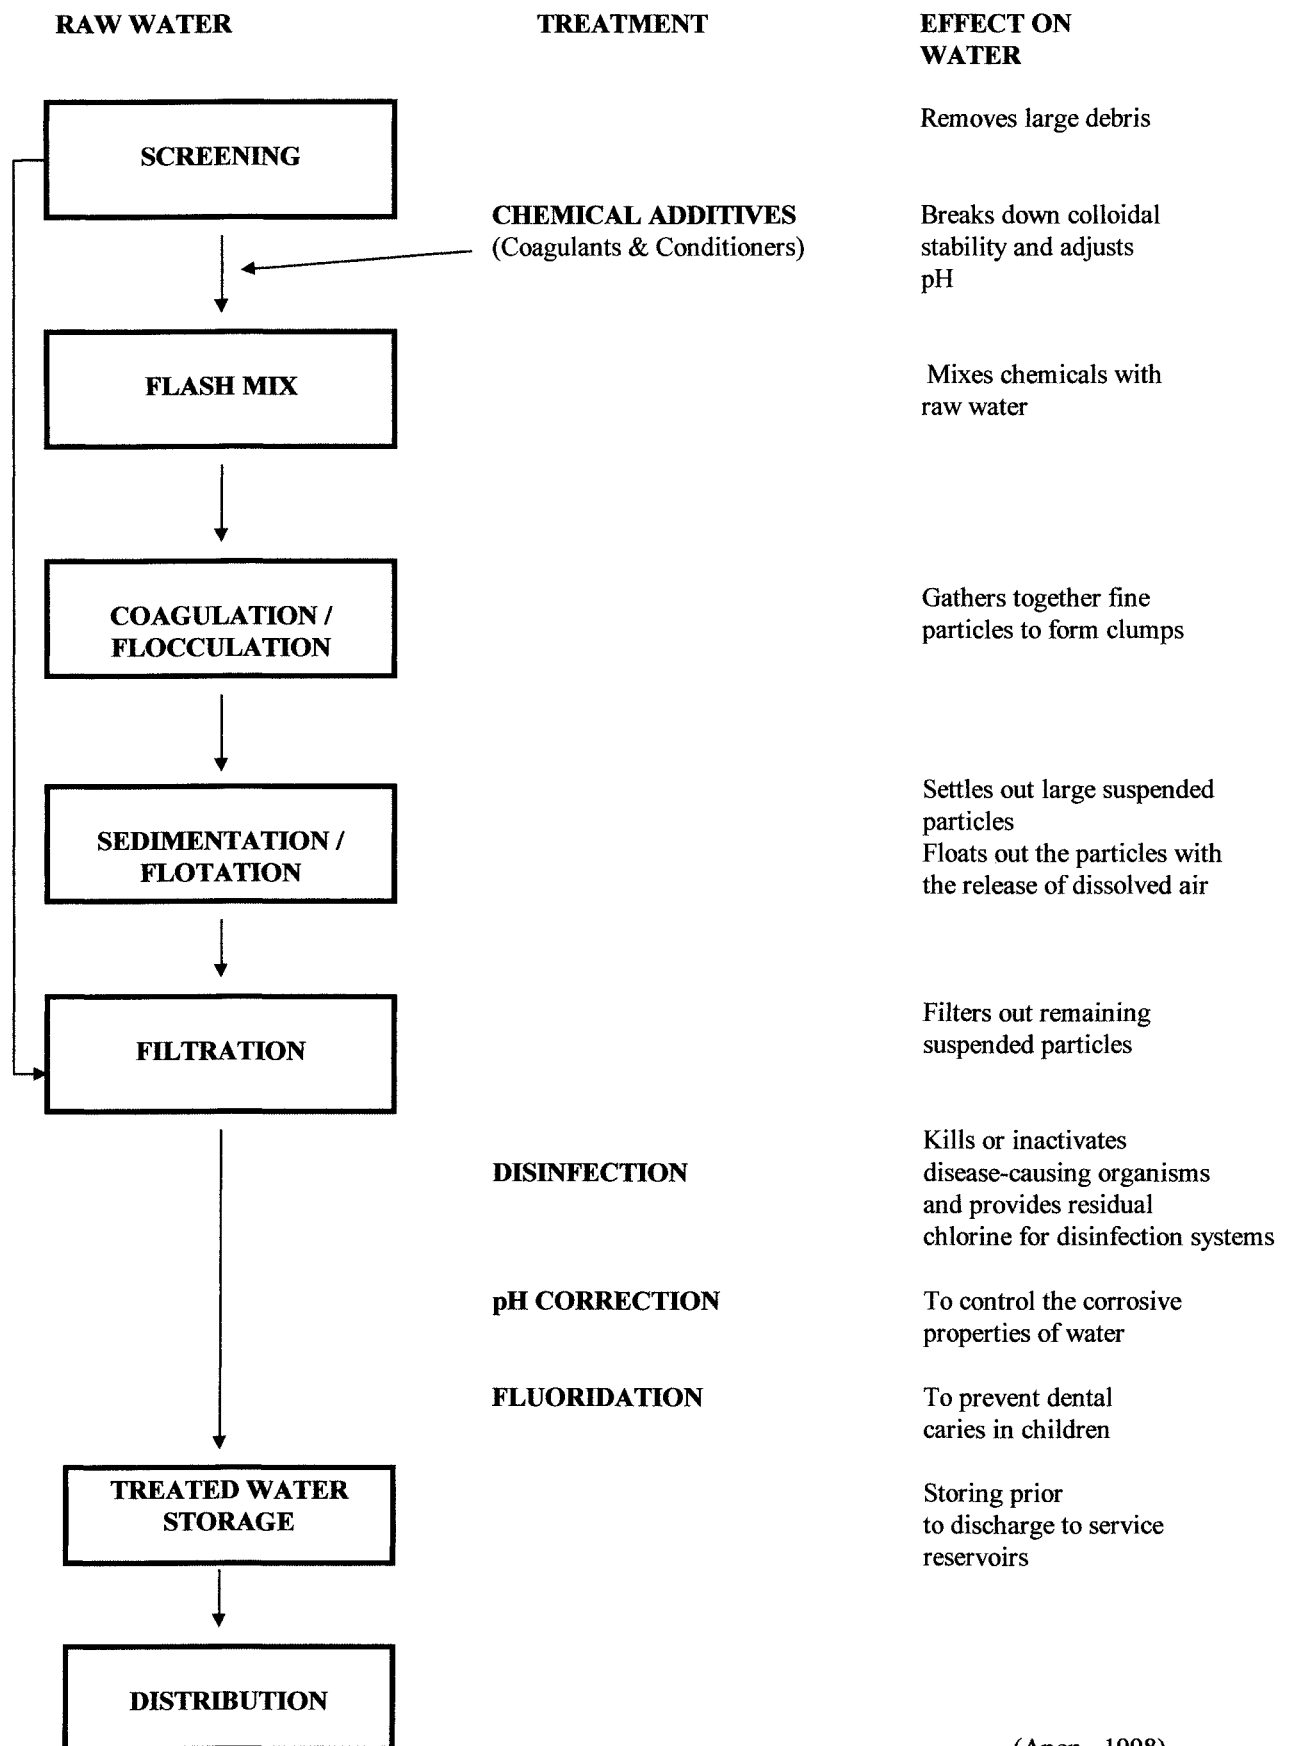 RAW WATER
TREATMENT
EFFECT ON
WATER
SCREENING
Removes large debris
CHEMICAL ADDITIVES
(Coagulants & Conditioners)
Breaks down colloidal
stability and adjusts
pH
FLASH MIX
Mixes chemicals with
raw water
COAGULATION /
FLOCCULATION
Gathers together fine
particles to form clumps
SEDIMENTATION /
FLOTATION
Settles out large suspended
particles
Floats out the particles with
the release of dissolved air
FILTRATION
Filters out remaining
suspended particles
DISINFECTION
Kills or inactivates
disease-causing organisms
and provides residual
chlorine for disinfection systems
pH CORRECTION
To control the corrosive
properties of water
FLUORIDATION
To prevent dental
caries in children
TREATED WATER
STORAGE
Storing prior
to discharge to service
reservoirs
DISTRIBUTION
1998)